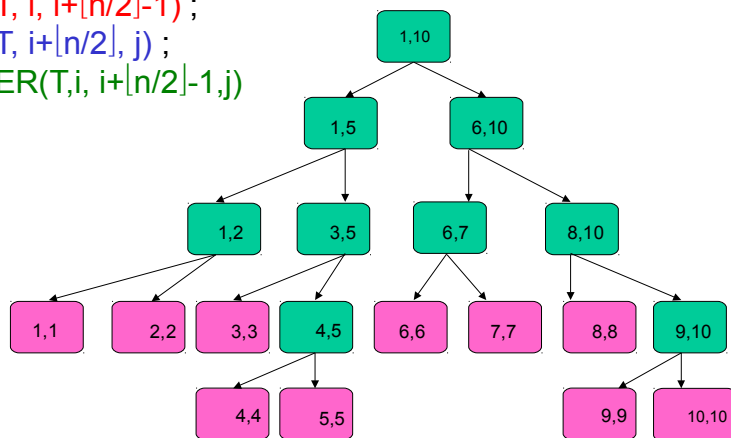 T, i, i+⌊n/2⌋-1) ;
T, i+⌊n/2⌋, j) ;
ER(T,i, i+⌊n/2⌋-1,j)
1,10
1,5 6,10
1,2 3,5 6,7 8,10
1,1 2,2 3,3 4,5 6,6 7,7 8,8 9,10
4,4 5,5 9,9 10,10